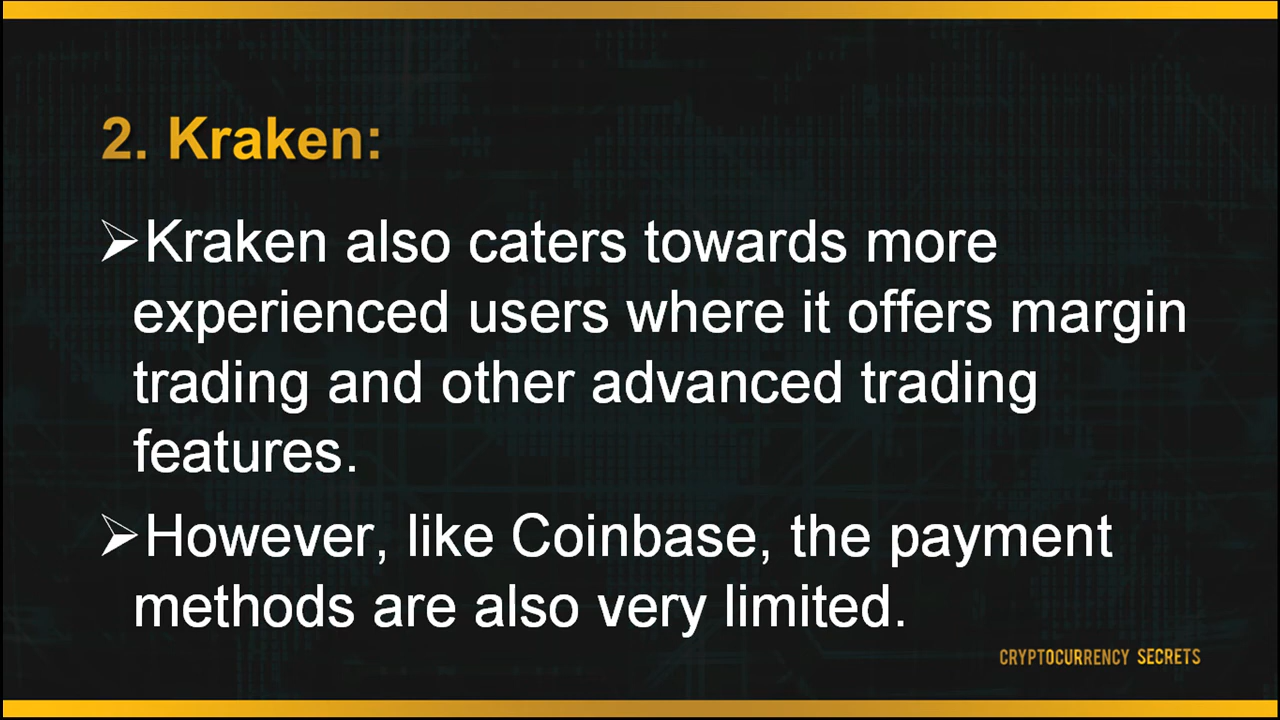 2. Kraken:
➢Kraken also caters towards more
experienced users where it offers margin
trading and other advanced trading
features.
➢However, like Coinbase, the payment
methods are also very limited.
CRYPTOCURRENCY SECRETS